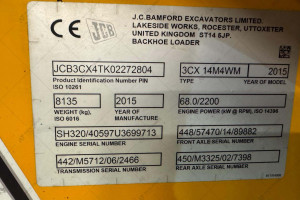 JCB
J.C.BAMFORD EXCAVATORS LIMITED.
LAKESIDE WORKS, ROCESTER, UTTOXETER
UNITED KINGDOM ST14 5JP.
BACKHOE LOADER
JCB3CX4TK02272804
Product Identification Number PIN
ISO 10261
3CX 14M4WM
TYPE
2015
YEAR OF MODEL
8135
WEIGHT (kg),
ISO 6016
2015
YEAR OF
MANUFACTURE
68.0/2200
ENGINE POWER (kW @ RPM), ISO 14396
SH320/40597U3699713
ENGINE SERIAL NUMBER
448/57470/14/89882
FRONT AXLE SERIAL NUMBER
442/M5712/06/2466
TRANSMISSION SERIAL NUMBER
450/M3325/02/7398
REAR AXLE SERIAL NUMBER